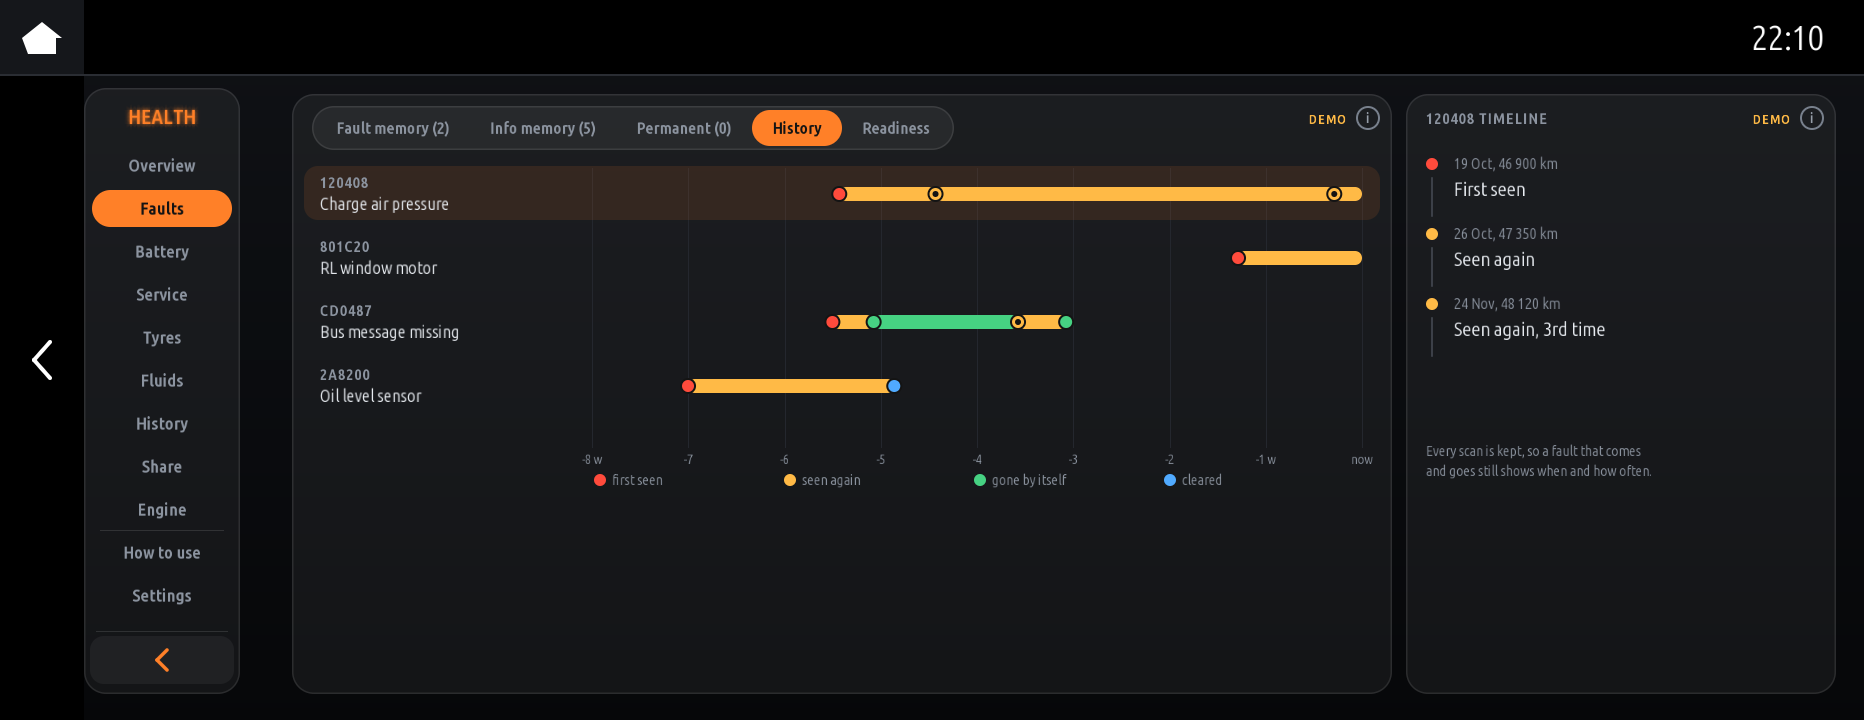 22:10
HEALTH
Overview
Faults
Battery
Service
Tyres
Fluids
History
Share
Engine
How to use
Settings
Fault memory (2)
Info memory (5)
Permanent (0)
History
Readiness
DEMO
i
120408
Charge air pressure
801C20
RL window motor
CD0487
Bus message missing
2A8200
Oil level sensor
-8 w
-7
-6
-5
-4
-3
-2
-1 w
now
first seen
seen again
gone by itself
cleared
120408 TIMELINE
DEMO
i
19 Oct, 46 900 km
First seen
26 Oct, 47 350 km
Seen again
24 Nov, 48 120 km
Seen again, 3rd time
Every scan is kept, so a fault that comes
and goes still shows when and how often.